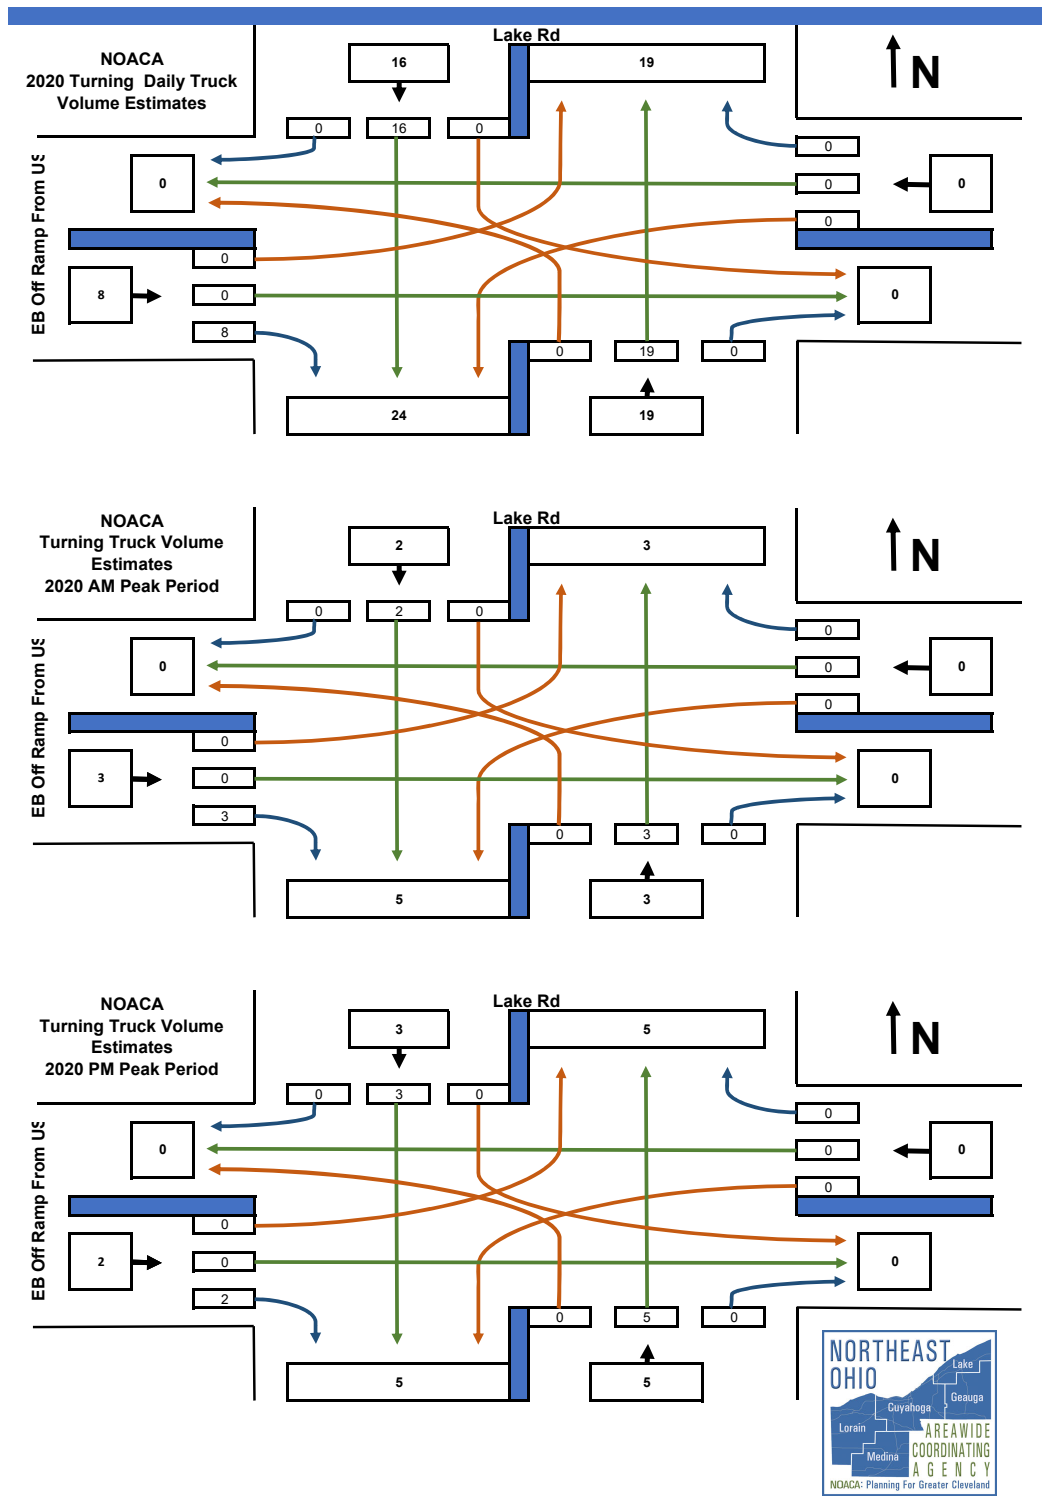 Lake Rd
NOACA
2020 Turning Daily Truck
Volume Estimates
16
19
N
0
16
0
0
0
0
0
0
EB Off Ramp From US
0
8
0
0
8
0
19
0
24
19
Lake Rd
NOACA
Turning Truck Volume
Estimates
2020 AM Peak Period
2
3
N
0
2
0
0
0
0
0
0
EB Off Ramp From US
0
3
0
0
3
0
3
0
5
3
Lake Rd
NOACA
Turning Truck Volume
Estimates
2020 PM Peak Period
3
5
N
0
3
0
0
0
0
0
0
EB Off Ramp From US
0
2
0
0
2
0
5
0
5
5
NORTHEAST
OHIO
Lake
Geauga
Cuyahoga
Lorain
Medina
AREAWIDE
COORDINATING
AGENCY
NOACA: Planning For Greater Cleveland